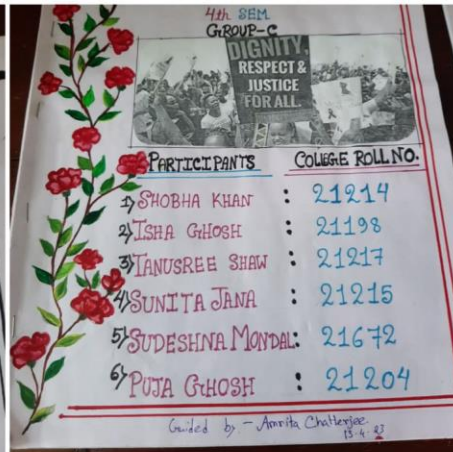 4th SEM
GROUP-C
DIGNITY,
RESPECT &
JUSTICE
FOR ALL.
PARTICIPANTS COLLEGE ROLL NO.
1) SHOBHA KHAN : 21214
2) ISHA GHOSH : 21198
3) TANUSREE SHAW : 21217
4) SUNITA JANA : 21215
5) SUDESHNA MONDAL: 21672
6) PUJA GHOSH : 21204
Guided by - Amrita Chatterjee.
13-4-23